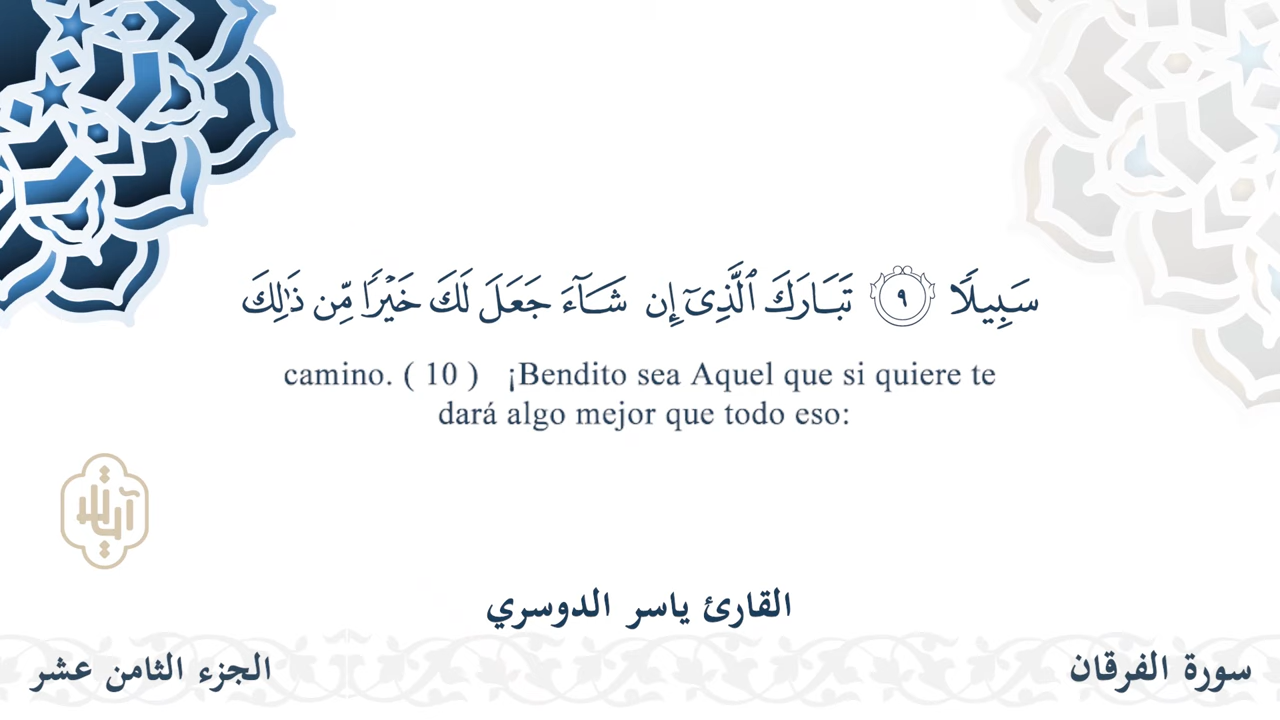 سَبِيلًا ٩ تَبَارَكَ ٱلَّذِىٓ إِن شَآءَ جَعَلَ لَكَ خَيْرًا مِّن ذَٰلِكَ
camino. ( 10 ) ¡Bendito sea Aquel que si quiere te
dará algo mejor que todo eso:
القارئ ياسر الدوسري
سورة الفرقان
الجزء الثامن عشر